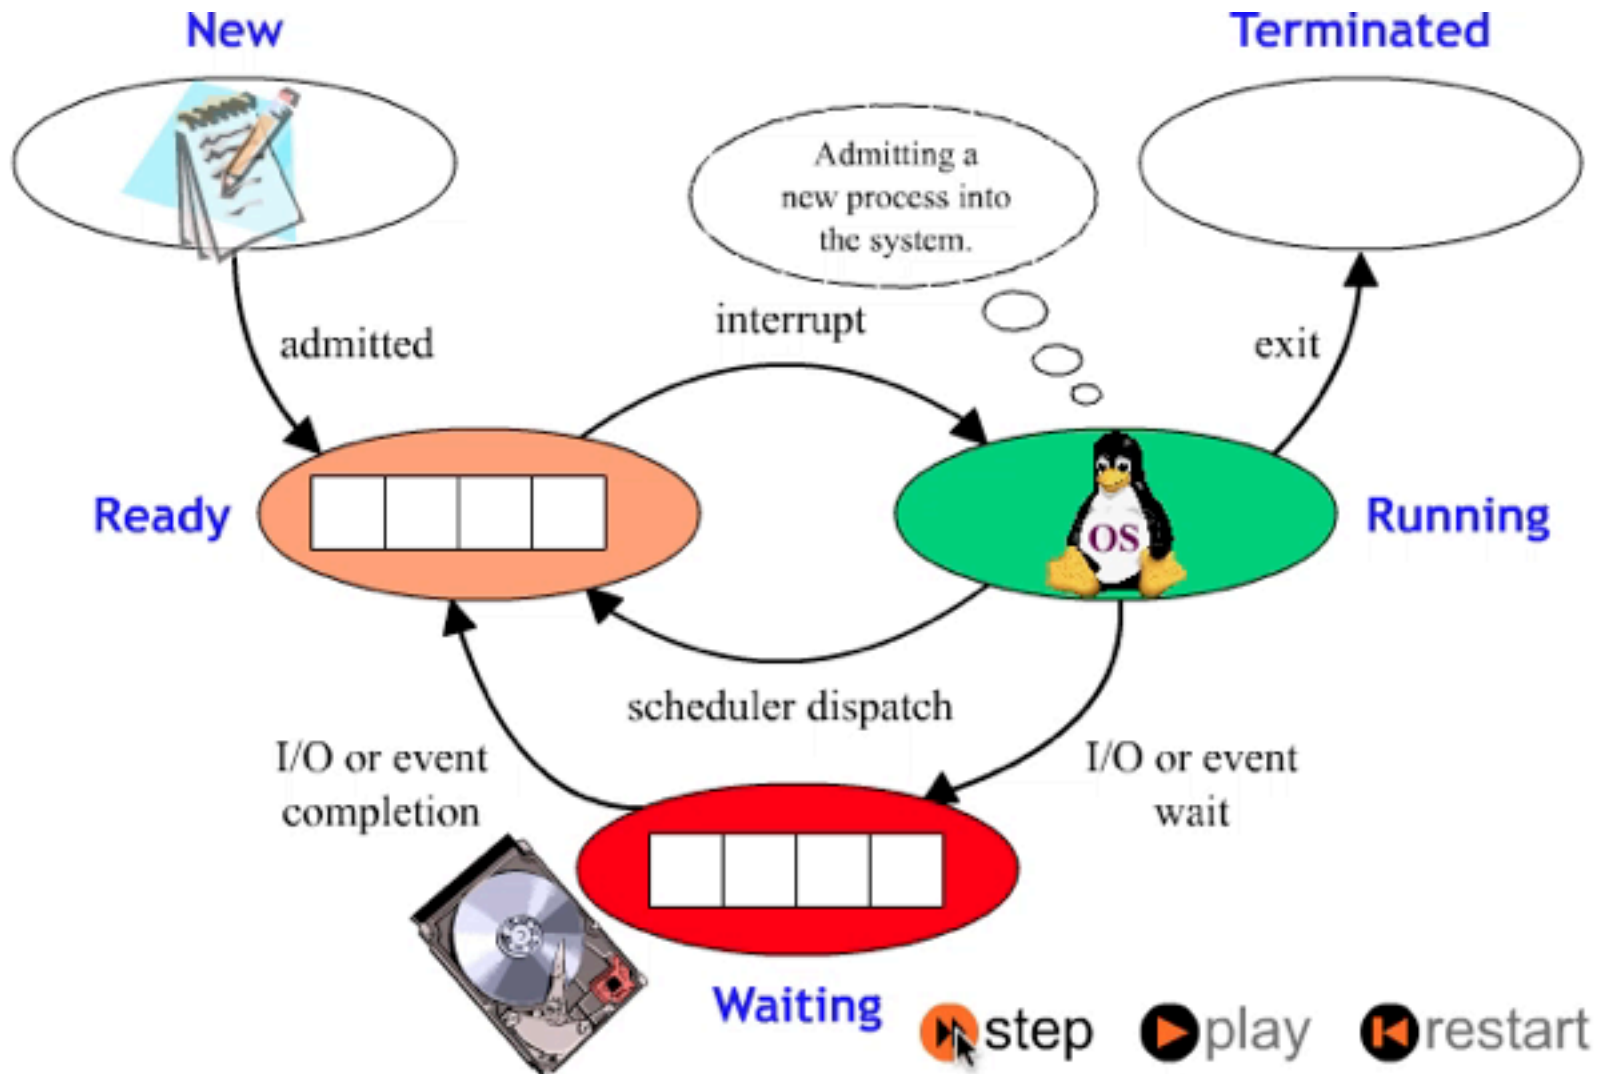 New
Terminated
Admitting a
new process into
the system.
interrupt
admitted
exit
Ready
OS
Running
scheduler dispatch
I/O or event
completion
I/O or event
wait
Waiting
step
play
restart